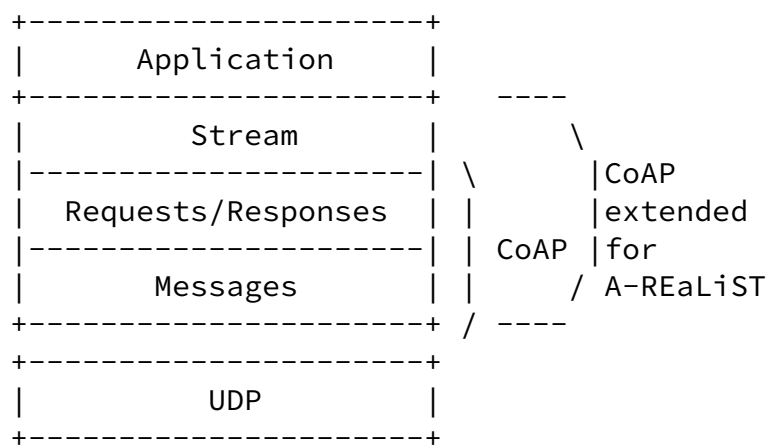 +----------------------+
|      Application     |
+----------------------+   ----
|         Stream       |       \
|----------------------| \      |CoAP
|  Requests/Responses  | |      |extended
|----------------------| | CoAP |for
|       Messages       | |      / A-REaLiST
+----------------------+ / ----
+----------------------+
|          UDP         |
+----------------------+